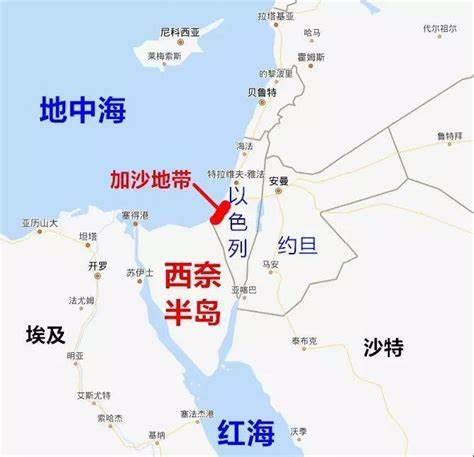 尼科西亚
莱梅索斯
拉塔基亚
哈马
代尔祖尔
霍姆斯
的黎波里
贝鲁特
地中海
海法
鲁特拜
加沙地带
特拉维夫-雅法
安曼
以色列
亚历山大
塞得港
坦塔
约旦
开罗
苏伊士
西奈
半岛
马安
亚喀巴
法尤姆
埃及
明亚
泰布克
沙特
艾斯尤特
索哈杰
塞法杰港
红海
基纳
沃季